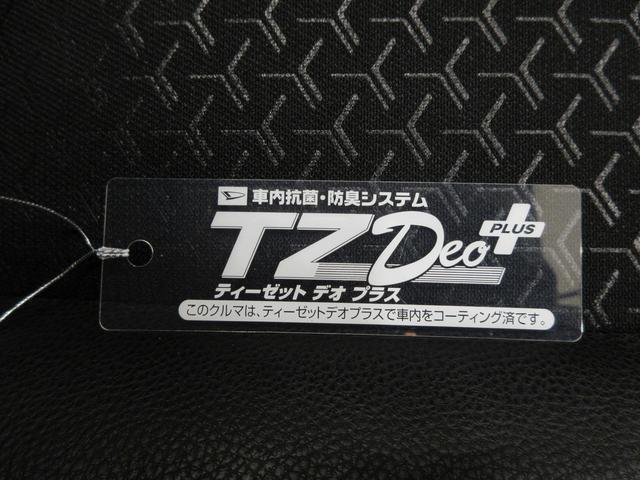 車内抗菌・防臭システム
TZ Deo PLUS
ティーゼット デオ プラス
このクルマは、ティーゼットデオプラスで車内をコーティング済です。